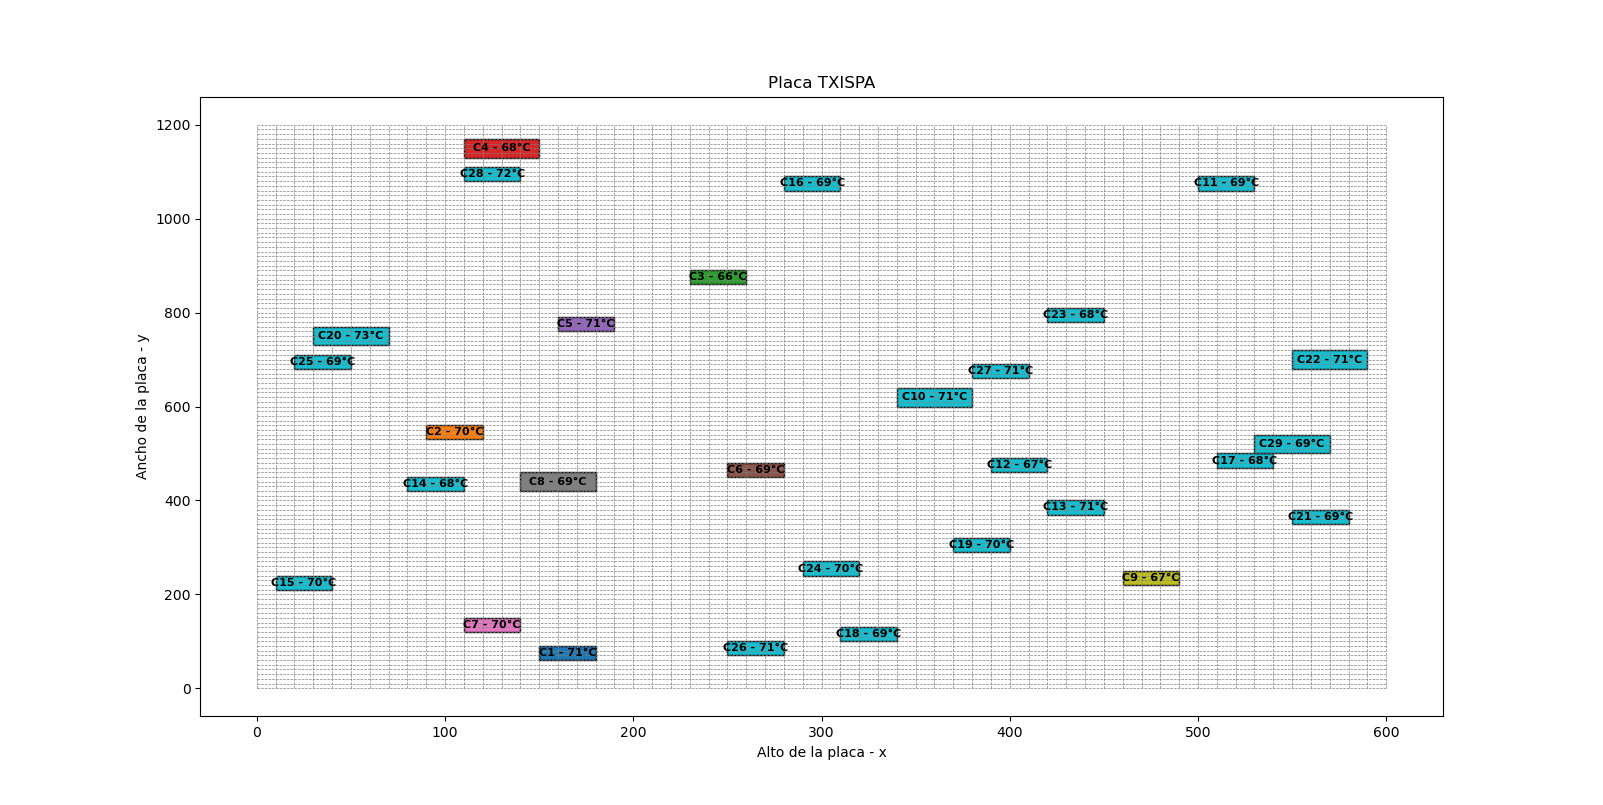 Placa TXISPA
1200
C4 - 68°C
C28 - 72°C
C16 - 69°C
C11 - 69°C
1000
C3 - 66°C
800
C23 - 68°C
C5 - 71°C
C20 - 73°C
C25 - 69°C
C22 - 71°C
C27 - 71°C
C10 - 71°C
600
Ancho de la placa - y
C2 - 70°C
C29 - 69°C
C17 - 68°C
C12 - 67°C
C6 - 69°C
C8 - 69°C
C14 - 68°C
400
C13 - 71°C
C21 - 69°C
C19 - 70°C
C24 - 70°C
C9 - 67°C
C15 - 70°C
200
C7 - 70°C
C18 - 69°C
C26 - 71°C
C1 - 71°C
0
0 100 200 300 400 500 600
Alto de la placa - x